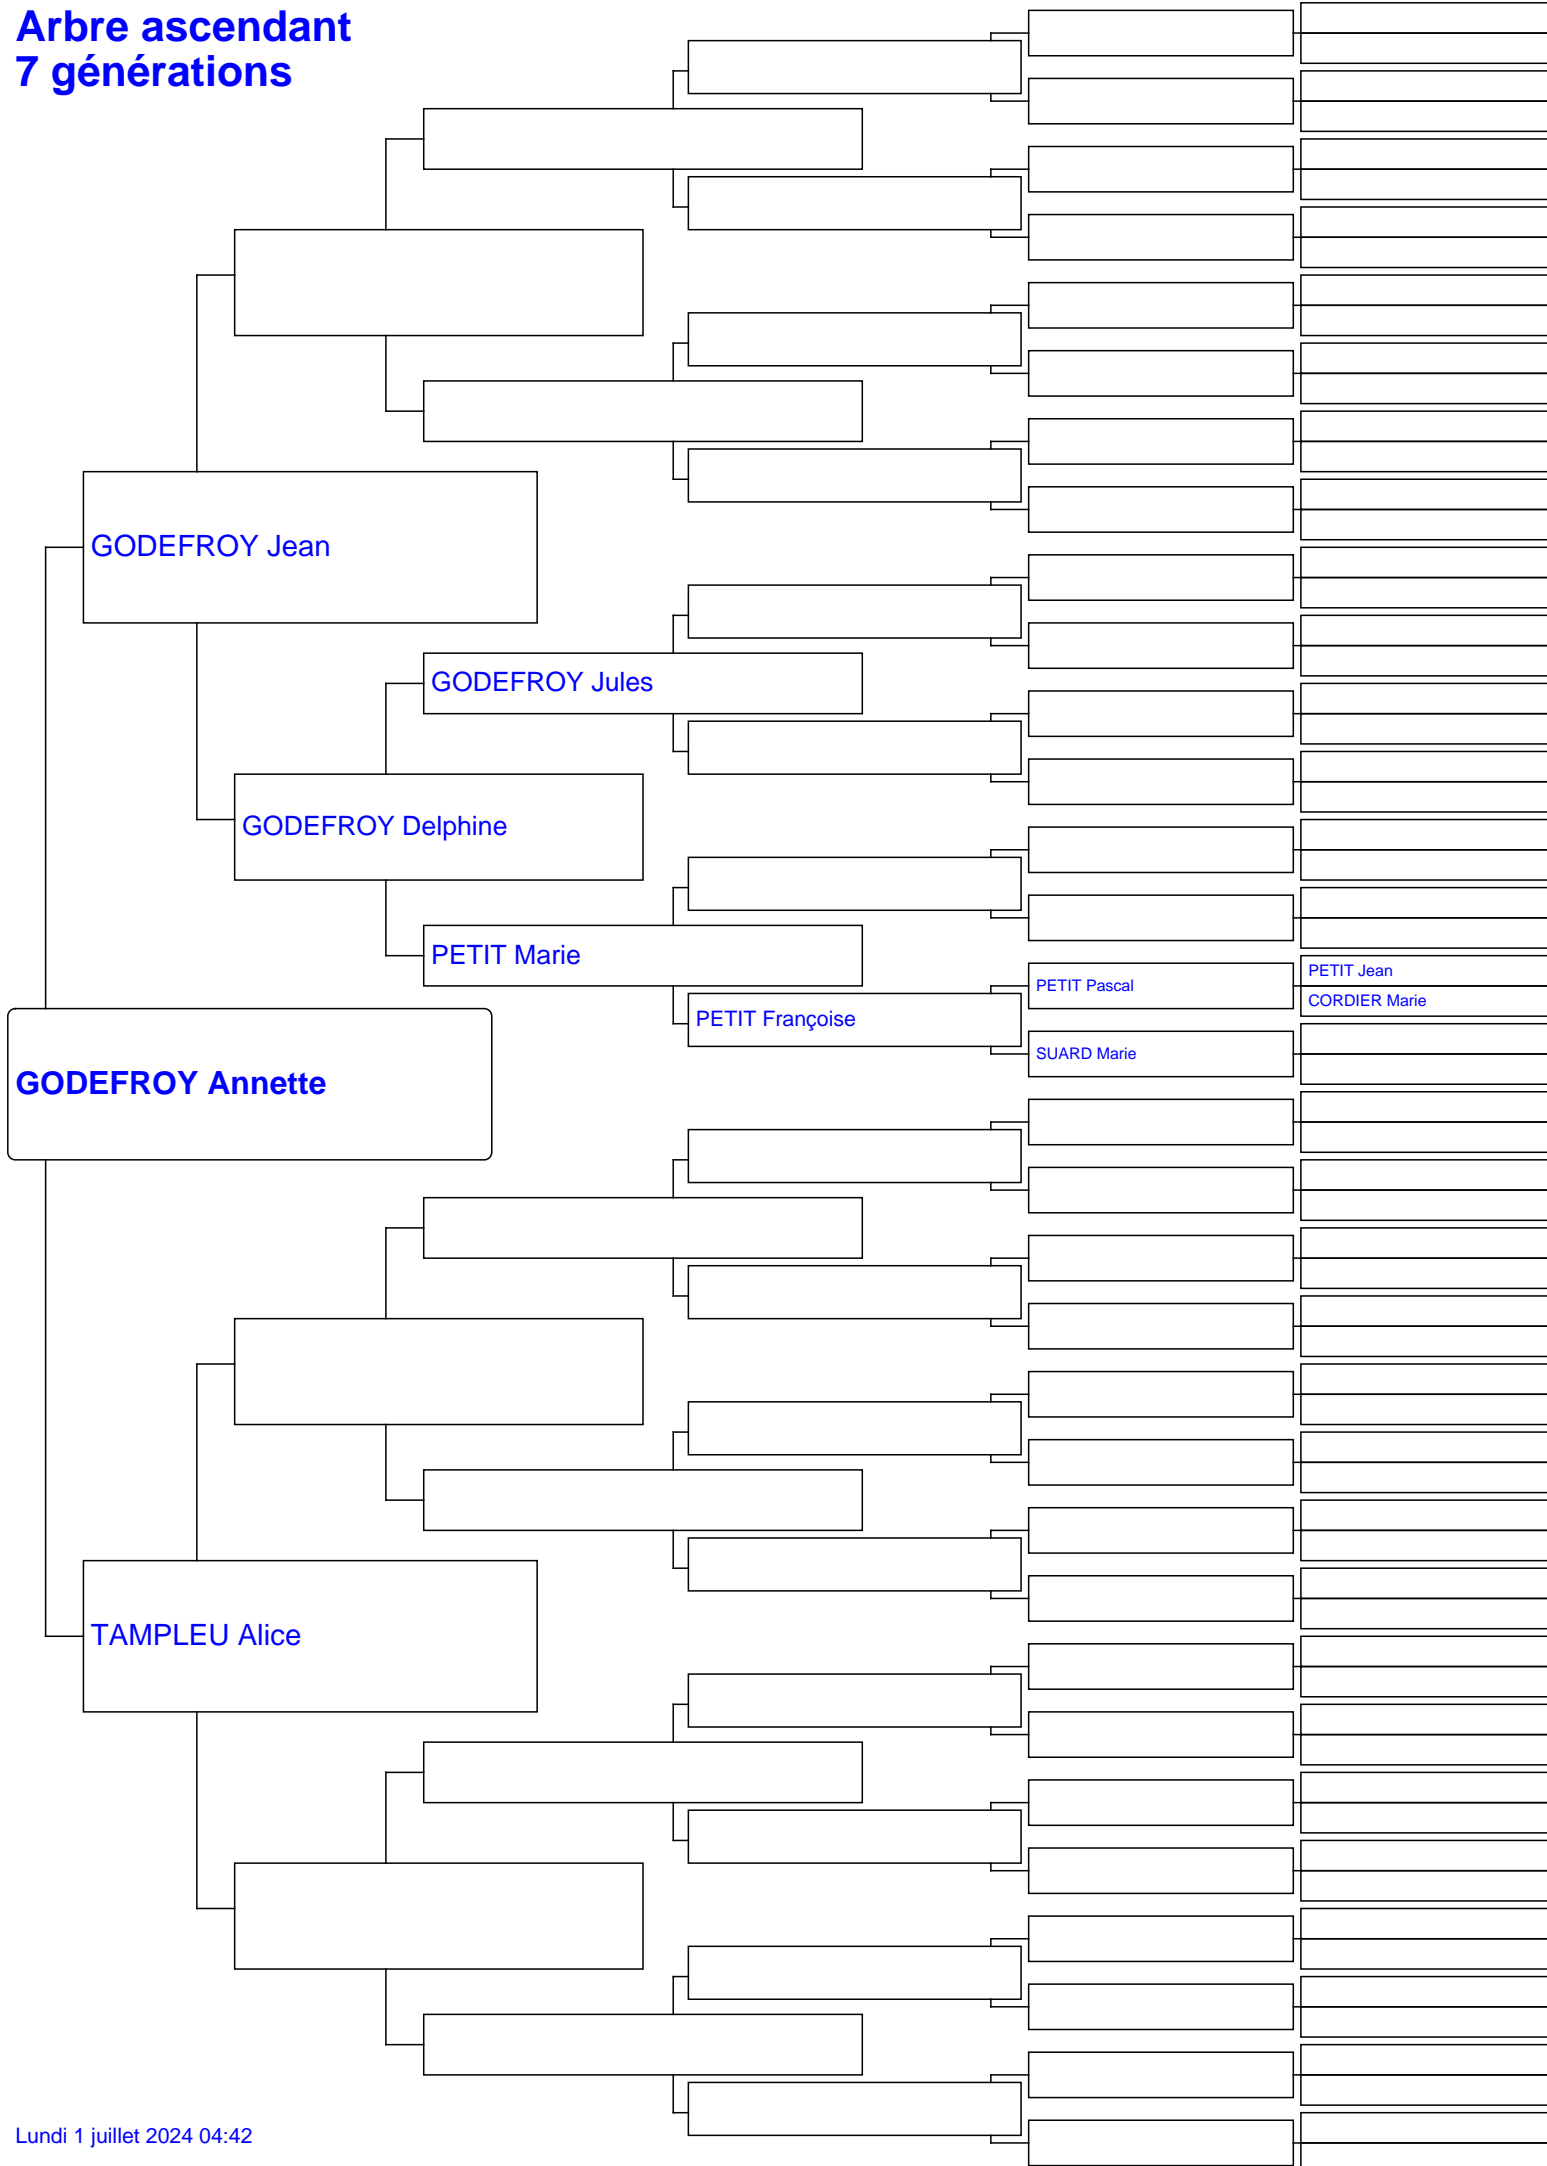 Arbre ascendant
7 générations
GODEFROY Jean
GODEFROY Jules
GODEFROY Delphine
PETIT Marie
PETIT Jean
PETIT Pascal
CORDIER Marie
PETIT Françoise
SUARD Marie
GODEFROY Annette
TAMPLEU Alice
Lundi 1 juillet 2024 04:42